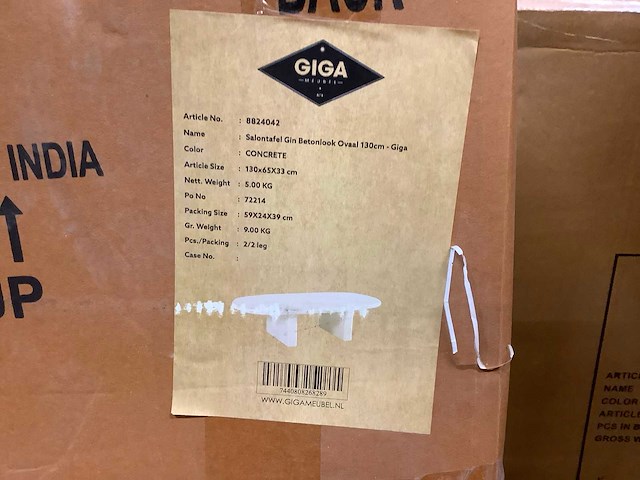 BACK
INDIA
UP
GIGA
MEUBEL
Article No. : 8824042
Name : Salontafel Gin Betonlook Ovaal 130cm - Giga
Color : CONCRETE
Article Size : 130x65X33 cm
Nett. Weight : 5.00 KG
Po No : 72214
Packing Size : 59X24X39 cm
Gr. Weight : 9.00 KG
Pcs./Packing : 2/2 leg
Case No. :
WWW.GIGAMEUBEL.NL
NAME
COLOR
PCS IN
GROSS